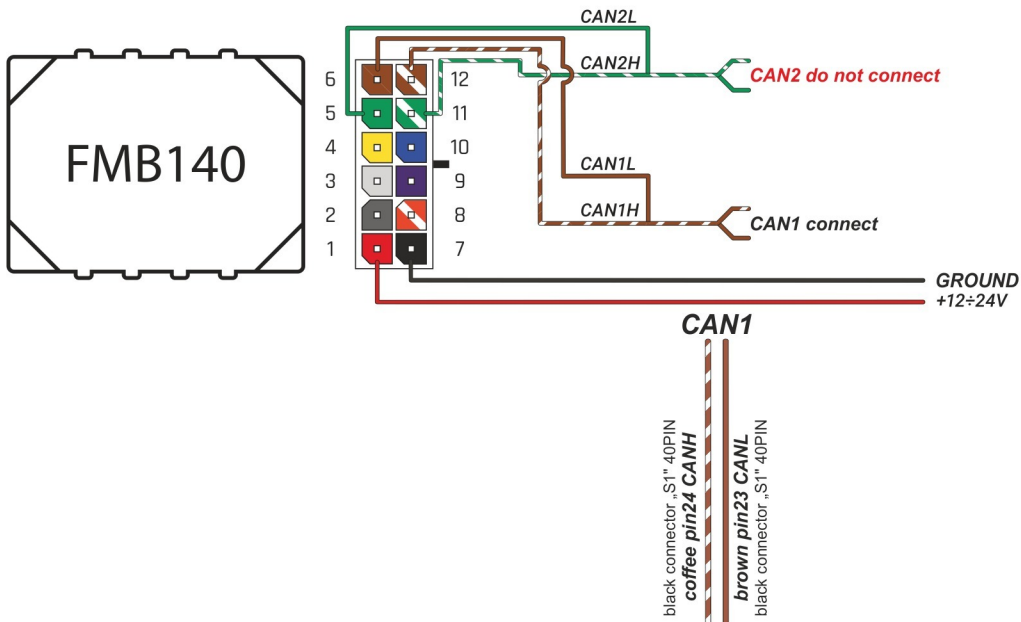 CAN2L
CAN2H
CAN2 do not connect
FMB140
6 12
5 11
4 10
3 9
2 8
1 7
CAN1L
CAN1H
CAN1 connect
GROUND
+12÷24V
CAN1
black connector „S1" 40PIN
coffee pin24 CANH
brown pin23 CANL
black connector „S1" 40PIN